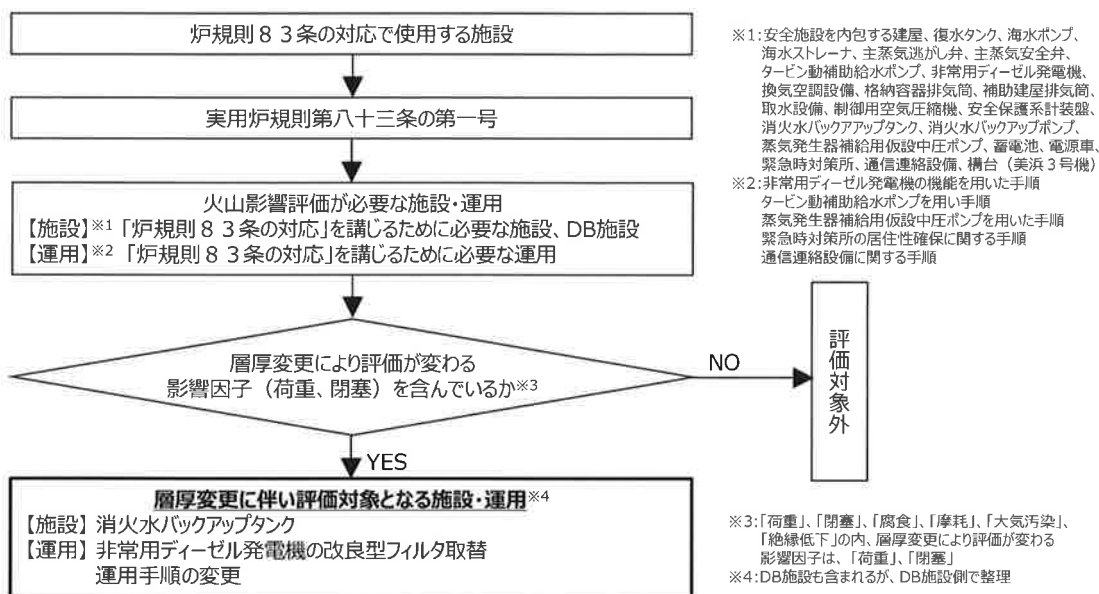 炉規則８３条の対応で使用する施設
実用炉規則第八十三条の第一号
火山影響評価が必要な施設・運用
【施設】※1「炉規則８３条の対応」を講じるために必要な施設、DB施設
【運用】※2「炉規則８３条の対応」を講じるために必要な運用
層厚変更により評価が変わる
影響因子（荷重、閉塞）を含んでいるか※3
NO
評価対象外
YES
層厚変更に伴い評価対象となる施設・運用※4
【施設】消火水バックアップタンク
【運用】非常用ディーゼル発電機の改良型フィルタ取替
運用手順の変更
※1:安全施設を内包する建屋、復水タンク、海水ポンプ、
海水ストレーナ、主蒸気逃がし弁、主蒸気安全弁、
タービン動補助給水ポンプ、非常用ディーゼル発電機、
換気空調設備、格納容器排気筒、補助建屋排気筒、
取水設備、制御用空気圧縮機、安全保護系計装盤、
消火水バックアアップタンク、消火水バックアップポンプ、
蒸気発生器補給用仮設中圧ポンプ、蓄電池、電源車、
緊急時対策所、通信連絡設備、構台（美浜３号機）
※2:非常用ディーゼル発電機の機能を用いた手順
タービン動補助給水ポンプを用い手順
蒸気発生器補給用仮設中圧ポンプを用いた手順
緊急時対策所の居住性確保に関する手順
通信連絡設備に関する手順
※3:「荷重」、「閉塞」、「腐食」、「摩耗」、「大気汚染」、
「絶縁低下」の内、層厚変更により評価が変わる
影響因子は、「荷重」、「閉塞」
※4:DB施設も含まれるが、DB施設側で整理